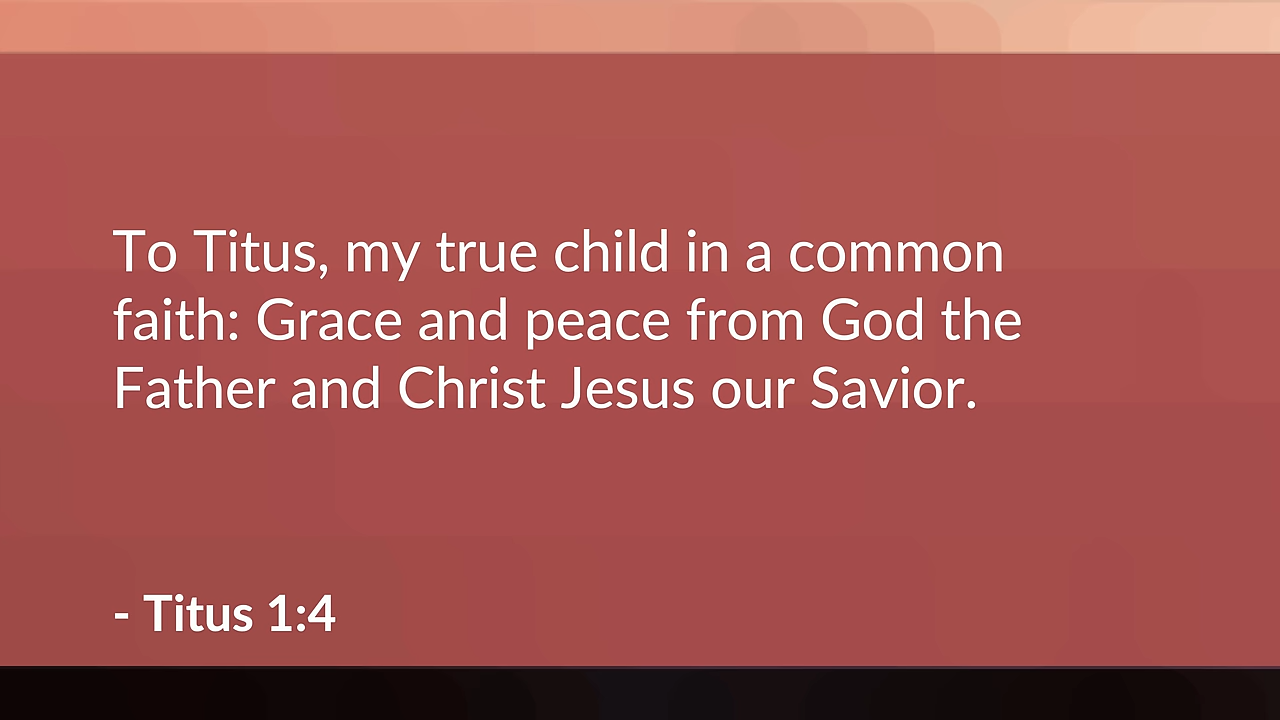 To Titus, my true child in a common
faith: Grace and peace from God the
Father and Christ Jesus our Savior.
- Titus 1:4